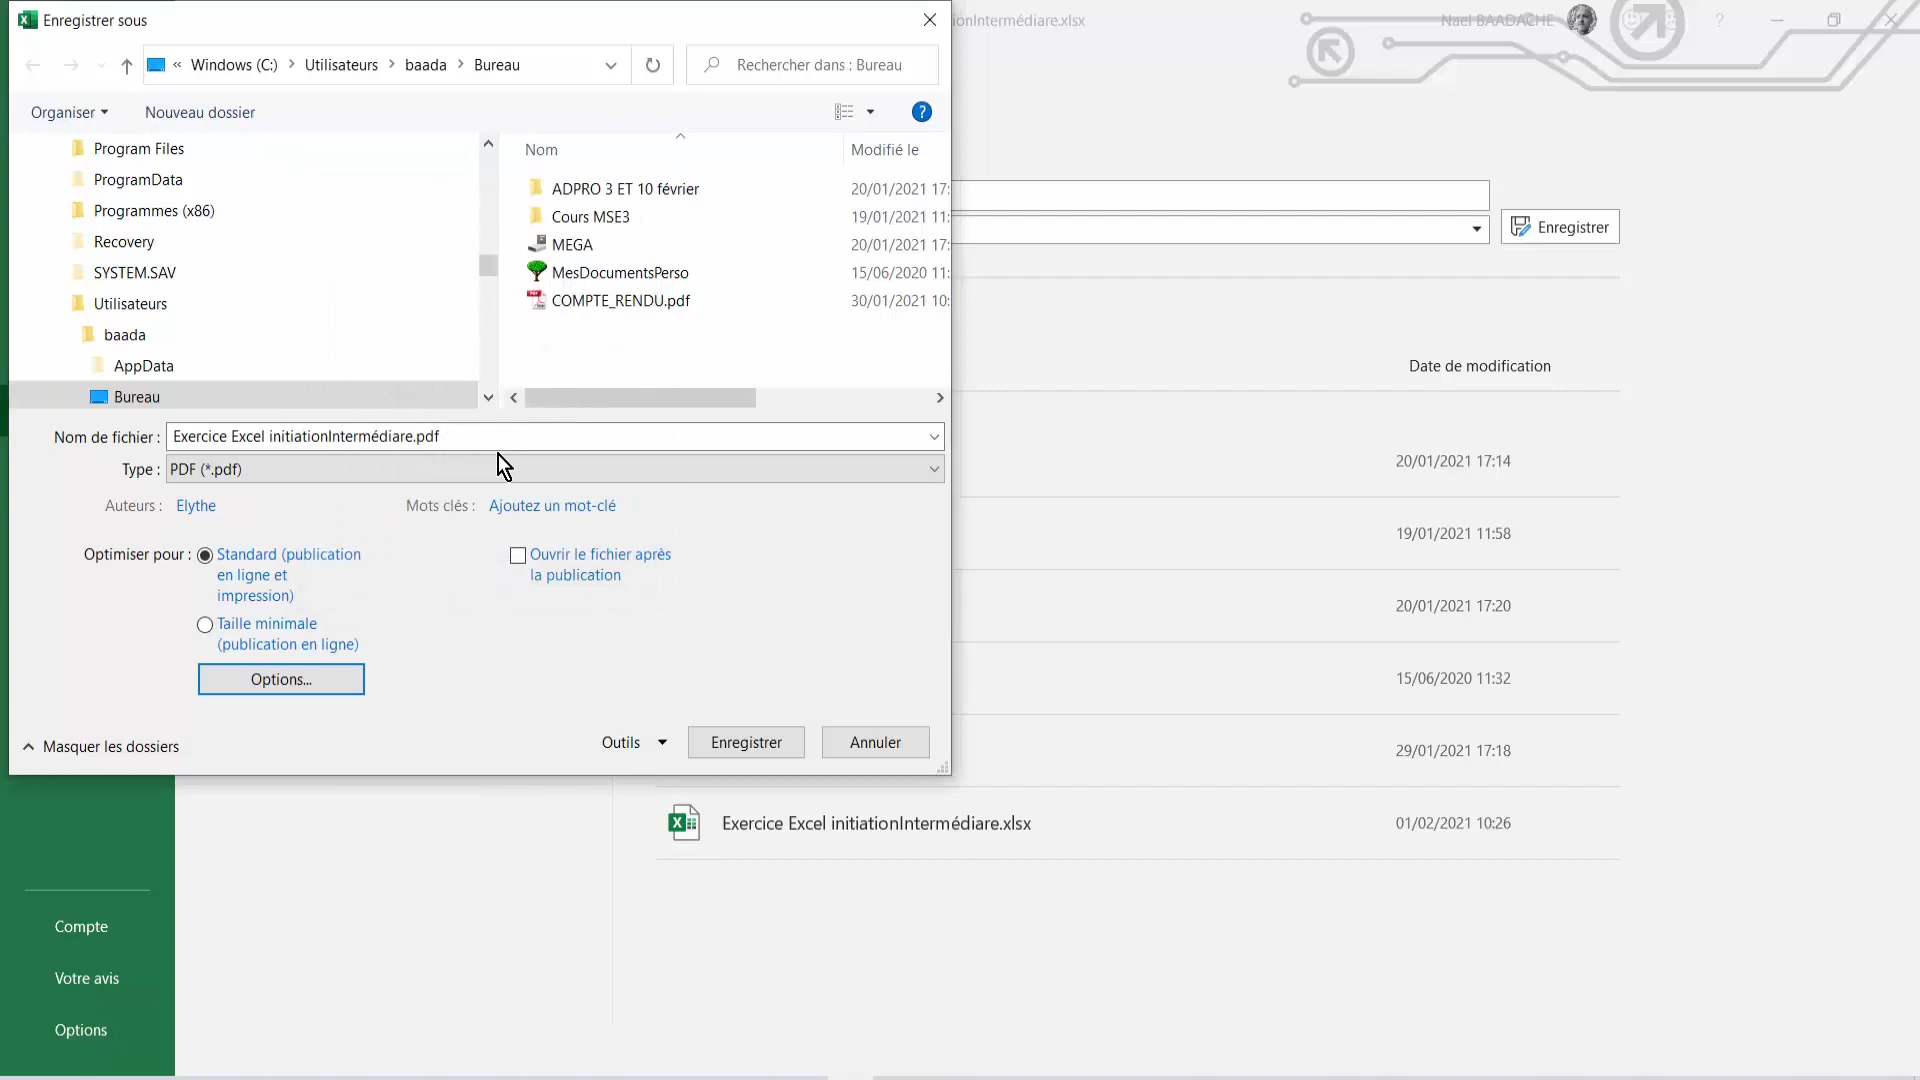 Enregistrer sous
ionIntermédiare.xlsx
Nael BAADACHE
?
« Windows (C:) > Utilisateurs > baada > Bureau
Rechercher dans : Bureau
Organiser
Nouveau dossier
?
Program Files
ProgramData
Programmes (x86)
Recovery
SYSTEM.SAV
Utilisateurs
baada
AppData
Bureau
Nom
Modifié le
ADPRO 3 ET 10 février
20/01/2021 17:
Cours MSE3
19/01/2021 11:
MEGA
20/01/2021 17:
MesDocumentsPerso
15/06/2020 11:
COMPTE_RENDU.pdf
30/01/2021 10:
Enregistrer
Nom de fichier : Exercice Excel initiationIntermédiare.pdf
Type : PDF (*.pdf)
Auteurs : Elythe
Mots clés : Ajoutez un mot-clé
Optimiser pour :
Standard (publication
en ligne et
impression)
Taille minimale
(publication en ligne)
Ouvrir le fichier après
la publication
Options...
Masquer les dossiers
Outils
Enregistrer
Annuler
Date de modification
20/01/2021 17:14
19/01/2021 11:58
20/01/2021 17:20
15/06/2020 11:32
29/01/2021 17:18
Exercice Excel initiationIntermédiare.xlsx
01/02/2021 10:26
Compte
Votre avis
Options